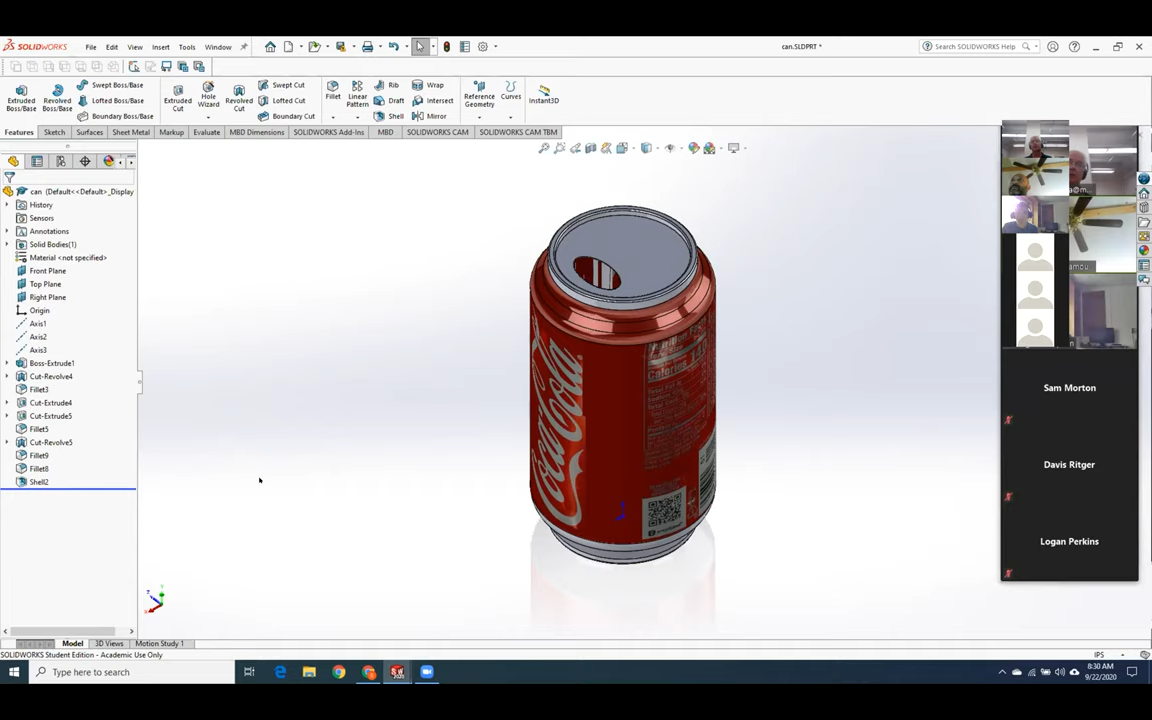 SOLIDWORKS File Edit View Insert Tools Window can.SLDPRT * Search SOLIDWORKS Help
Extruded Boss/Base
Revolved Boss/Base
Swept Boss/Base
Lofted Boss/Base
Boundary Boss/Base
Extruded Cut
Hole Wizard
Revolved Cut
Swept Cut
Lofted Cut
Boundary Cut
Fillet
Linear Pattern
Rib
Draft
Shell
Wrap
Intersect
Mirror
Reference Geometry
Curves
Instant3D
Features Sketch Surfaces Sheet Metal Markup Evaluate MBD Dimensions SOLIDWORKS Add-Ins MBD SOLIDWORKS CAM SOLIDWORKS CAM TBM
can (Default<<Default>_Display
History
Sensors
Annotations
Solid Bodies(1)
Material <not specified>
Front Plane
Top Plane
Right Plane
Origin
Axis1
Axis2
Axis3
Boss-Extrude1
Cut-Revolve4
Fillet3
Cut-Extrude4
Cut-Extrude5
Fillet5
Cut-Revolve5
Fillet9
Fillet8
Shell2
Coca-Cola
Calories
Sam Morton
Davis Ritger
Logan Perkins
Model 3D Views Motion Study 1
SOLIDWORKS Student Edition - Academic Use Only IPS
Type here to search
8:30 AM
9/22/2020